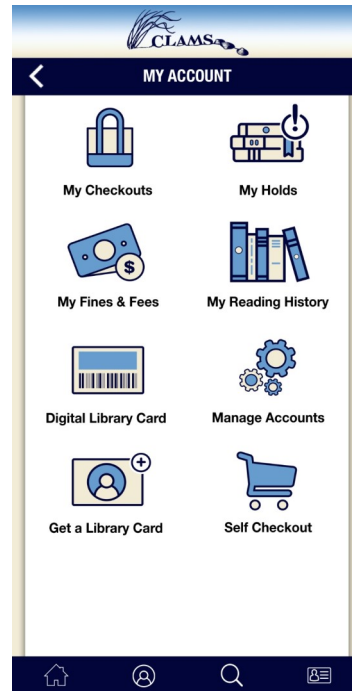 CLAMS
MY ACCOUNT
My Checkouts
My Holds
My Fines & Fees
My Reading History
Digital Library Card
Manage Accounts
Get a Library Card
Self Checkout